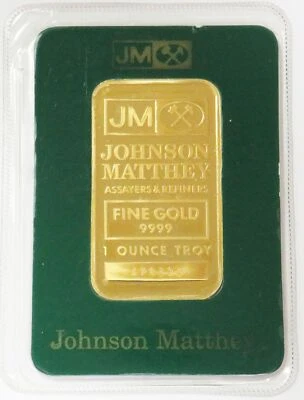 JM
JM
JOHNSON
MATTHEY
ASSAYERS & REFINERS
FINE GOLD
9999
1 OUNCE TROY
Johnson Matthey